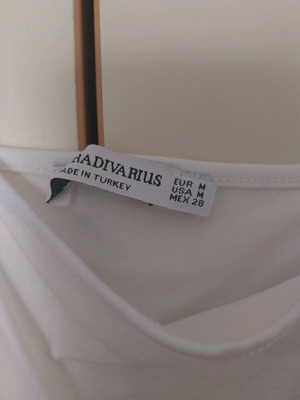 RADIVARIUS
ADE IN TURKEY
EUR M
USA M
MEX 28